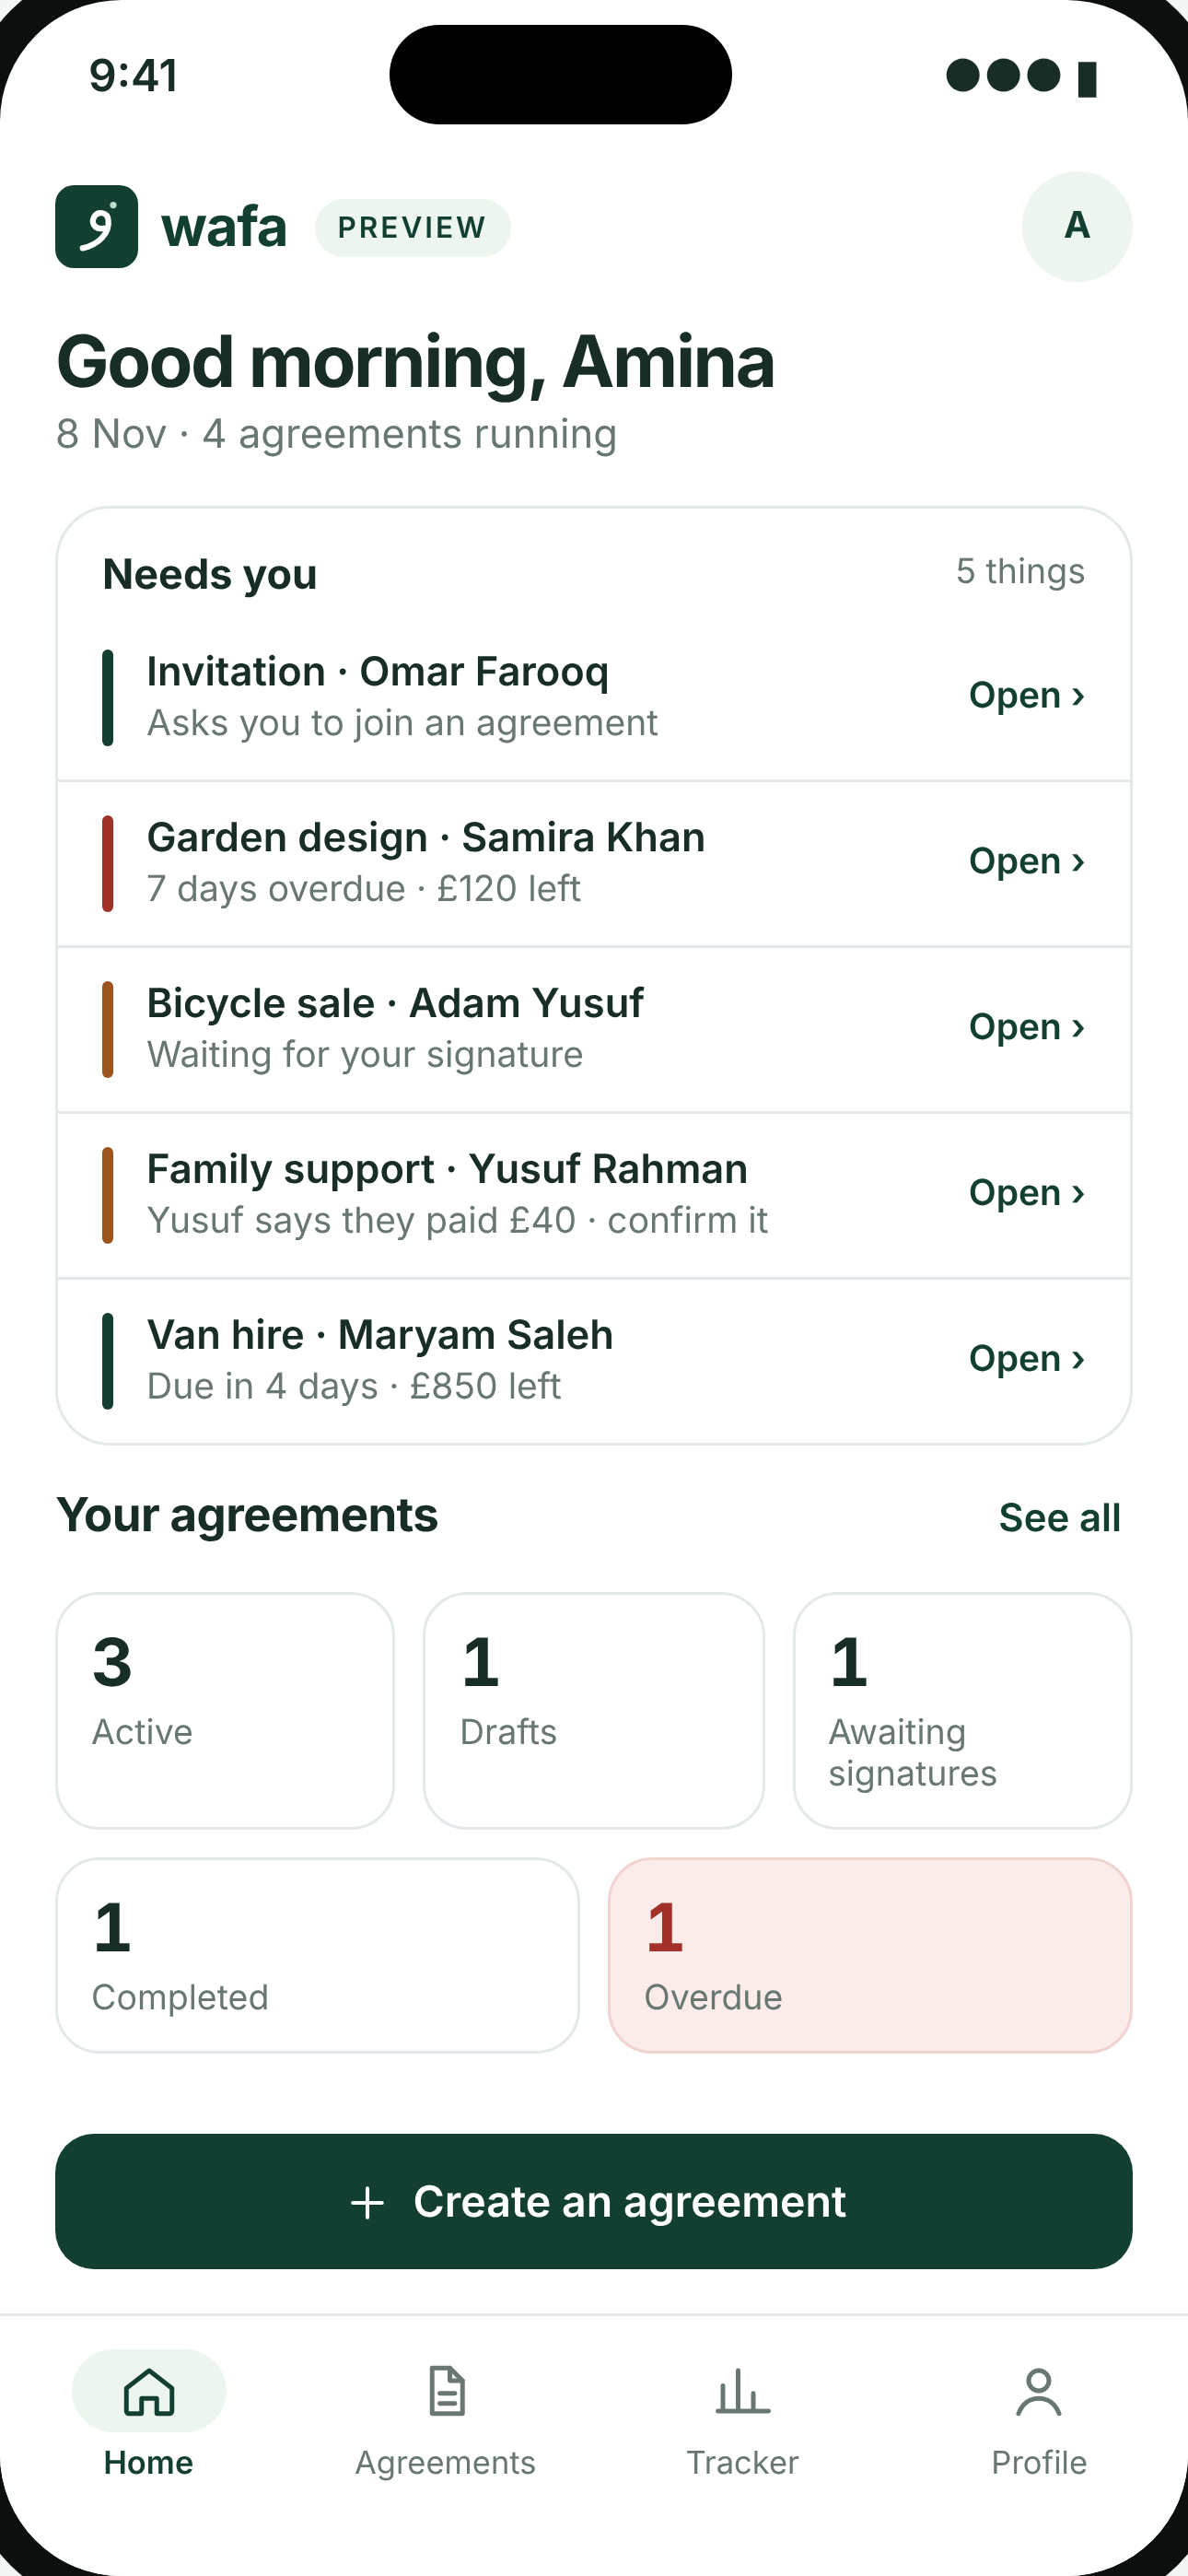 9:41
و wafa PREVIEW A
Good morning, Amina
8 Nov · 4 agreements running
Needs you 5 things
Invitation · Omar Farooq
Asks you to join an agreement
Open ›
Garden design · Samira Khan
7 days overdue · £120 left
Open ›
Bicycle sale · Adam Yusuf
Waiting for your signature
Open ›
Family support · Yusuf Rahman
Yusuf says they paid £40 · confirm it
Open ›
Van hire · Maryam Saleh
Due in 4 days · £850 left
Open ›
Your agreements See all
3
Active
1
Drafts
1
Awaiting
signatures
1
Completed
1
Overdue
+ Create an agreement
Home Agreements Tracker Profile